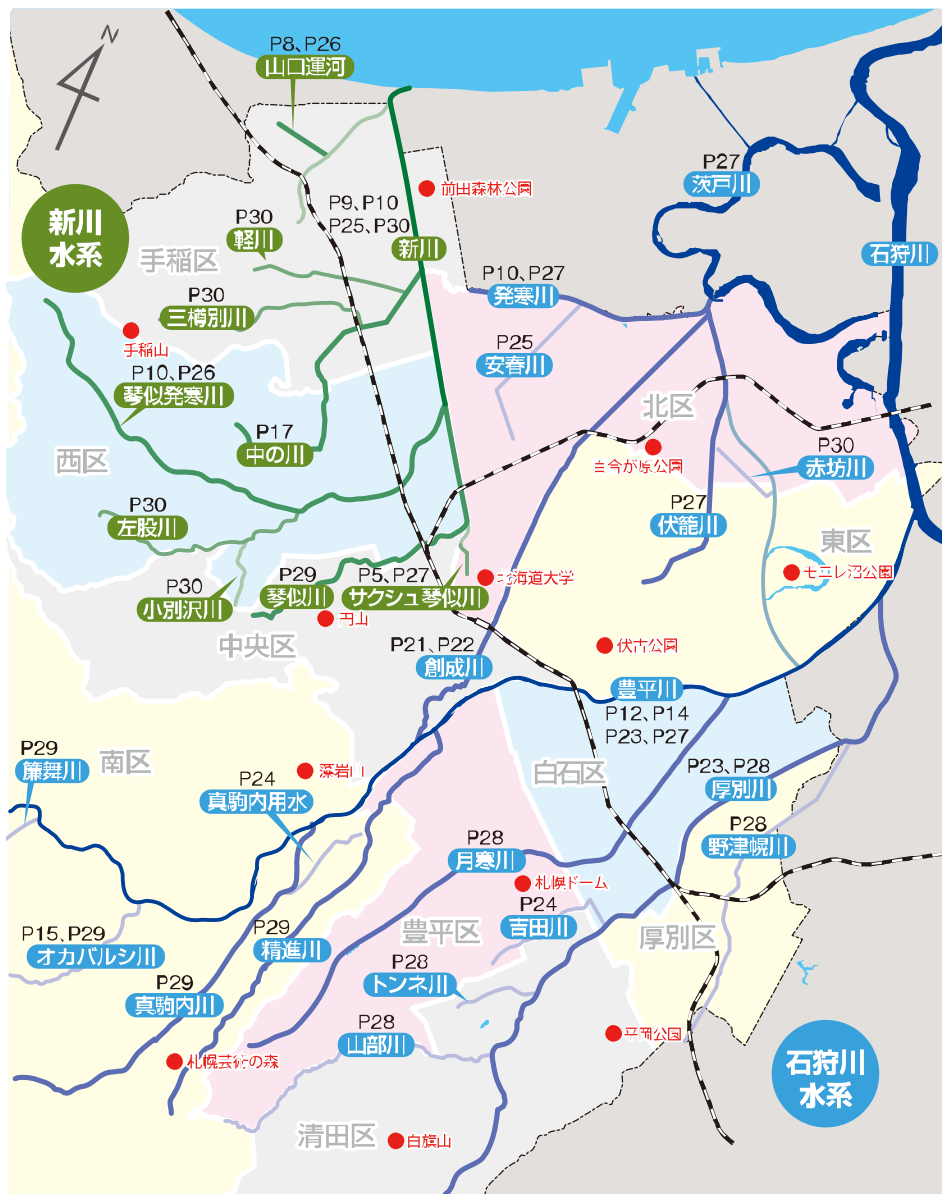 N
P8、P26
山口運河
新川
水系
前田森林公園
P27
茨戸川
P9、P10
P25、P30
新川
P30
軽川
手稲区
石狩川
P10、P27
発寒川
P30
三樽別川
手稲山
P25
安春川
P10、P26
琴似発寒川
北区
P17
中の川
西区
百合が原公園
P30
赤坊川
P30
左股川
P27
伏籠川
東区
P30
小別沢川
P29
琴似川
P5、P27
サクシュ琴似川
北海道大学
モエレ沼公園
円山
中央区
P21、P22
創成川
伏古公園
豊平川
P12、P14
P23、P27
P29
簾舞川
南区
藻岩山
P24
真駒内用水
白石区
P23、P28
厚別川
P28
野津幌川
P28
月寒川
札幌ドーム
P24
吉田川
P15、P29
オカバルシ川
P29
精進川
豊平区
厚別区
P28
トンネ川
P29
真駒内川
P28
山部川
平岡公園
札幌芸術の森
石狩川
水系
清田区
白旗山